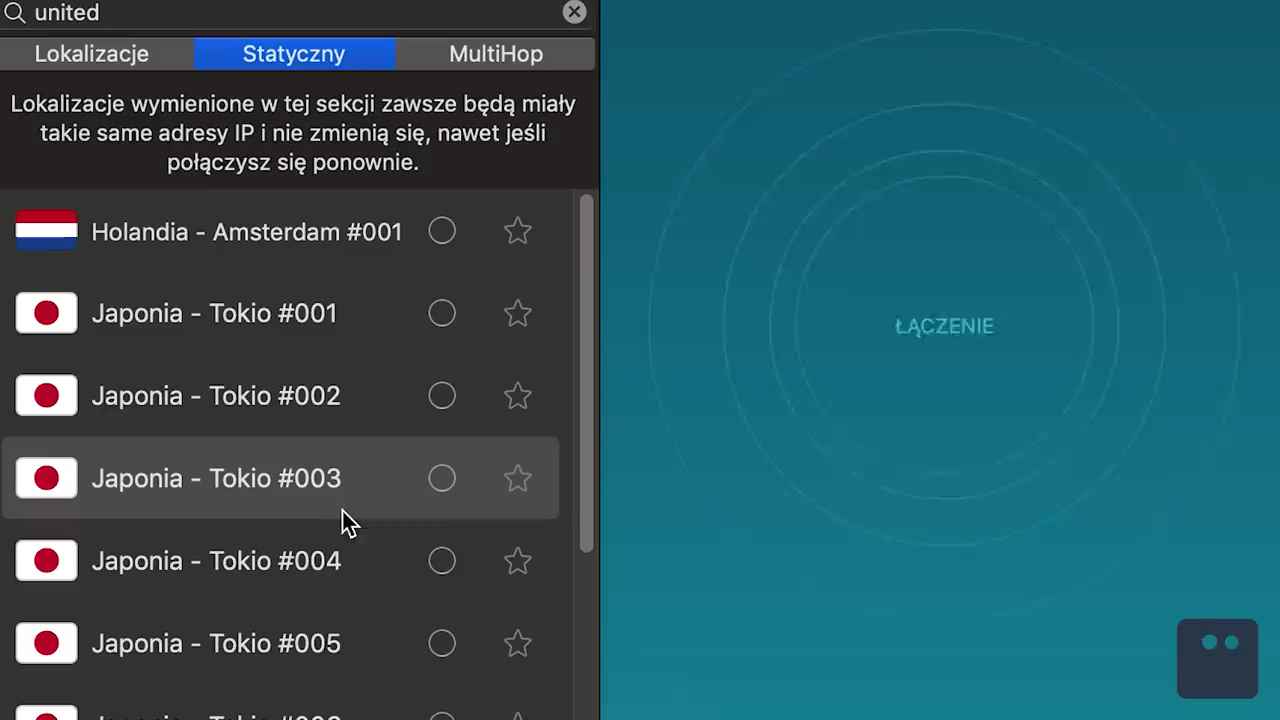 united
Lokalizacje
Statyczny
MultiHop
Lokalizacje wymienione w tej sekcji zawsze będą miały
takie same adresy IP i nie zmienią się, nawet jeśli
połączysz się ponownie.
Holandia - Amsterdam #001
Japonia - Tokio #001
Japonia - Tokio #002
Japonia - Tokio #003
Japonia - Tokio #004
Japonia - Tokio #005
ŁĄCZENIE